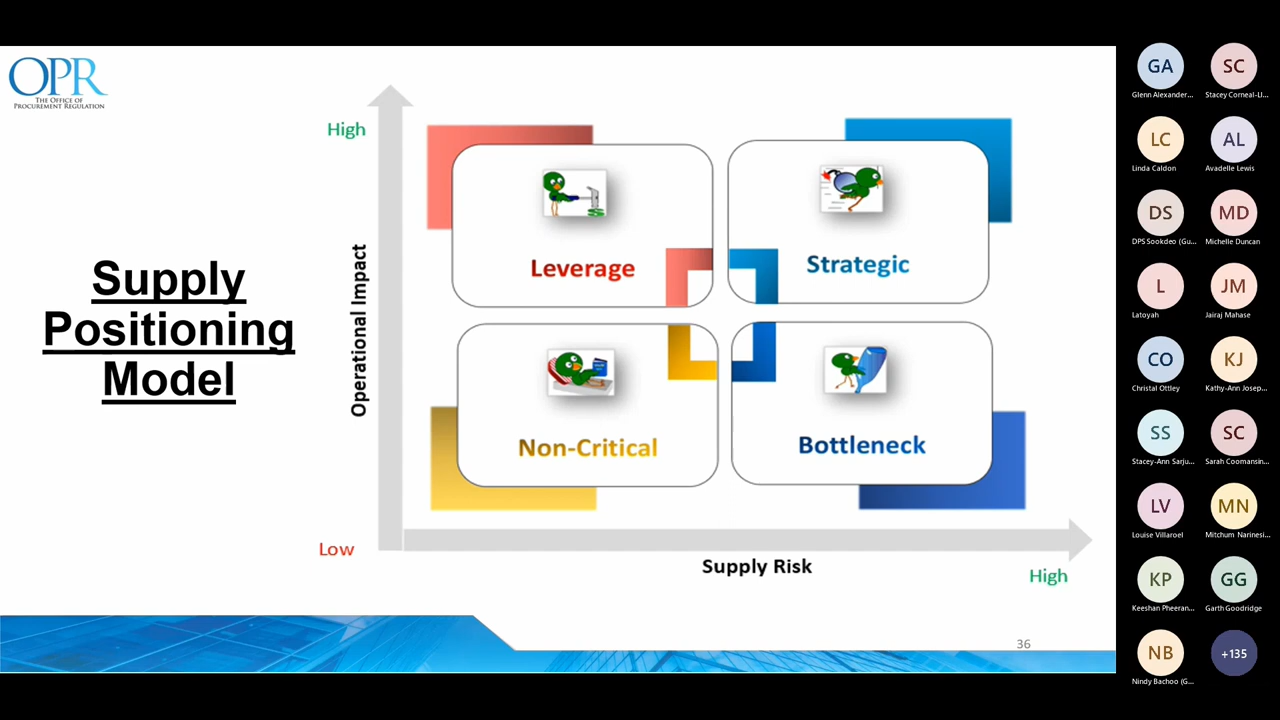 OPR
THE OFFICE OF
PROCUREMENT REGULATION
Supply
Positioning
Model
High
Operational Impact
Low
Leverage
Strategic
Non-Critical
Bottleneck
Supply Risk
High
36
GA
SC
Glenn Alexander...
Stacey Corneal-Ll...
LC
AL
Linda Caldon
Avadelle Lewis
DS
MD
DPS Sookdeo (Gu...
Michelle Duncan
L
JM
Latoyah
Jairaj Mahase
CO
KJ
Christal Ottley
Kathy-Ann Josep...
SS
SC
Stacey-Ann Sarju...
Sarah Coomansin...
LV
MN
Louise Villaroel
Mitchum Narinesi...
KP
GG
Keeshan Pheeran...
Garth Goodridge
NB
+135
Nindy Bachoo (G...